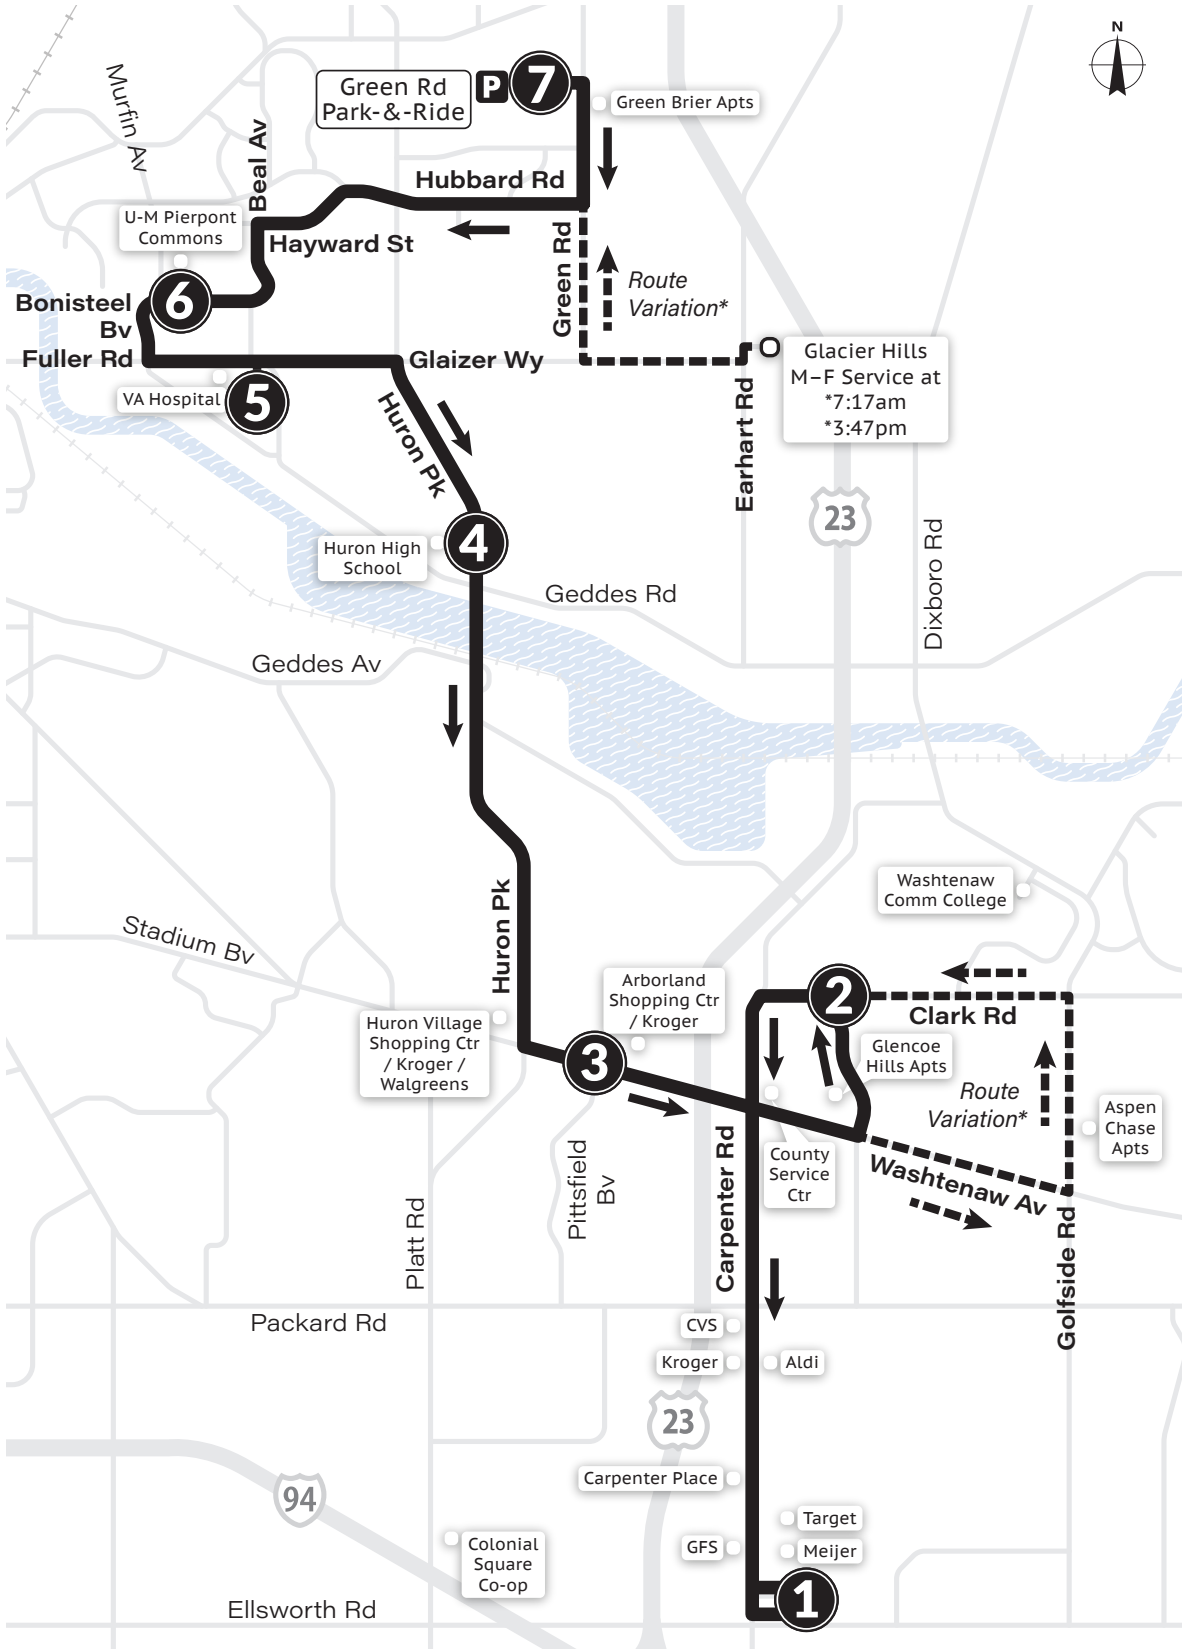 N
Murfin Av
Green Rd
Park-&-Ride
P
7
Green Brier Apts
Beal Av
Hubbard Rd
U-M Pierpont
Commons
Hayward St
Green Rd
Route
Variation*
6
Bonisteel
Bv
Fuller Rd
Glaizer Wy
Glacier Hills
M–F Service at
*7:17am
*3:47pm
VA Hospital
5
Huron Pk
Earhart Rd
23
Huron High
School
4
Dixboro Rd
Geddes Rd
Geddes Av
Washtenaw
Comm College
Huron Pk
Stadium Bv
Arborland
Shopping Ctr
/ Kroger
2
Clark Rd
Huron Village
Shopping Ctr
/ Kroger /
Walgreens
3
Glencoe
Hills Apts
Route
Variation*
Aspen
Chase
Apts
Pittsfield
Bv
Carpenter Rd
County
Service
Ctr
Washtenaw Av
Platt Rd
Golfside Rd
Packard Rd
CVS
Kroger
Aldi
23
Carpenter Place
94
Target
GFS
Meijer
Colonial
Square
Co-op
1
Ellsworth Rd